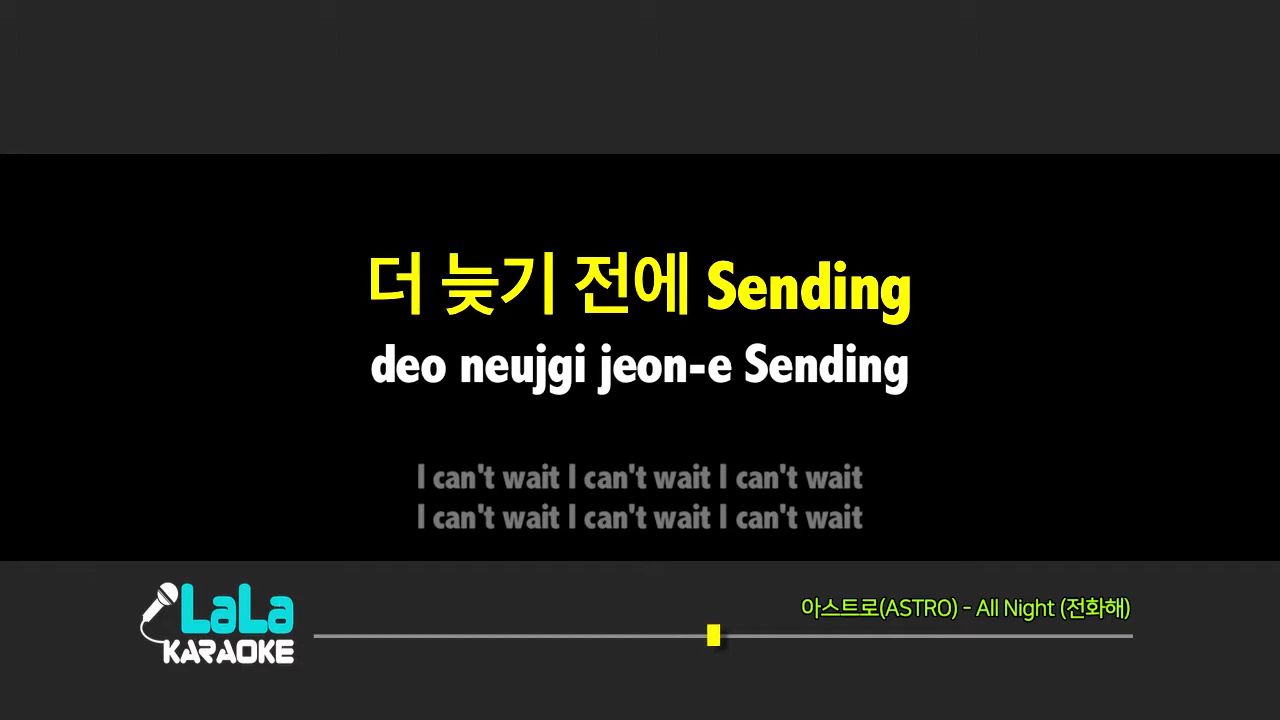 더 늦기 전에 Sending
deo neujgi jeon-e Sending
I can't wait I can't wait I can't wait
I can't wait I can't wait I can't wait
아스트로(ASTRO) - All Night (전화해)
LaLa
KARAOKE